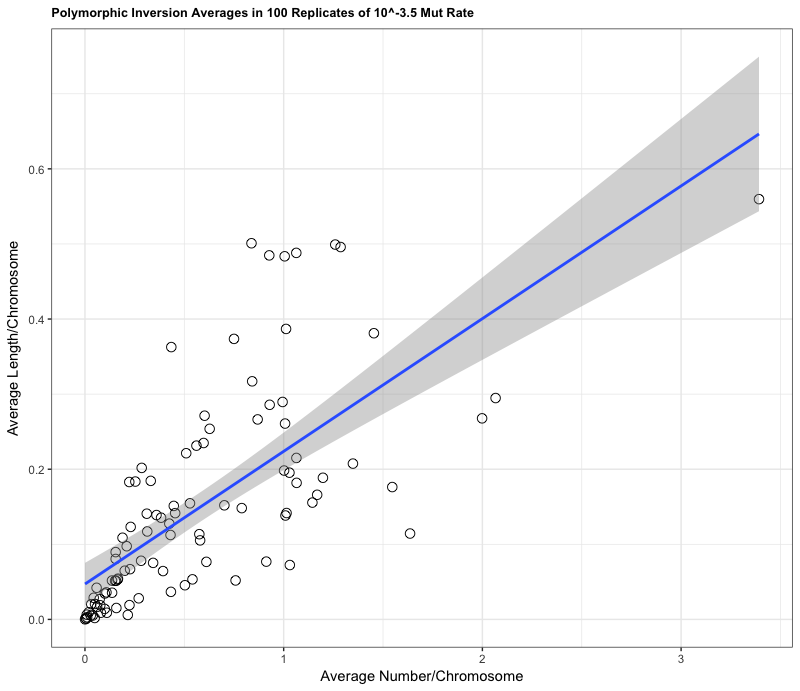 Polymorphic Inversion Averages in 100 Replicates of 10^-3.5 Mut Rate
Average Length/Chromosome
0.6
0.4
0.2
0.0
0 1 2 3
Average Number/Chromosome